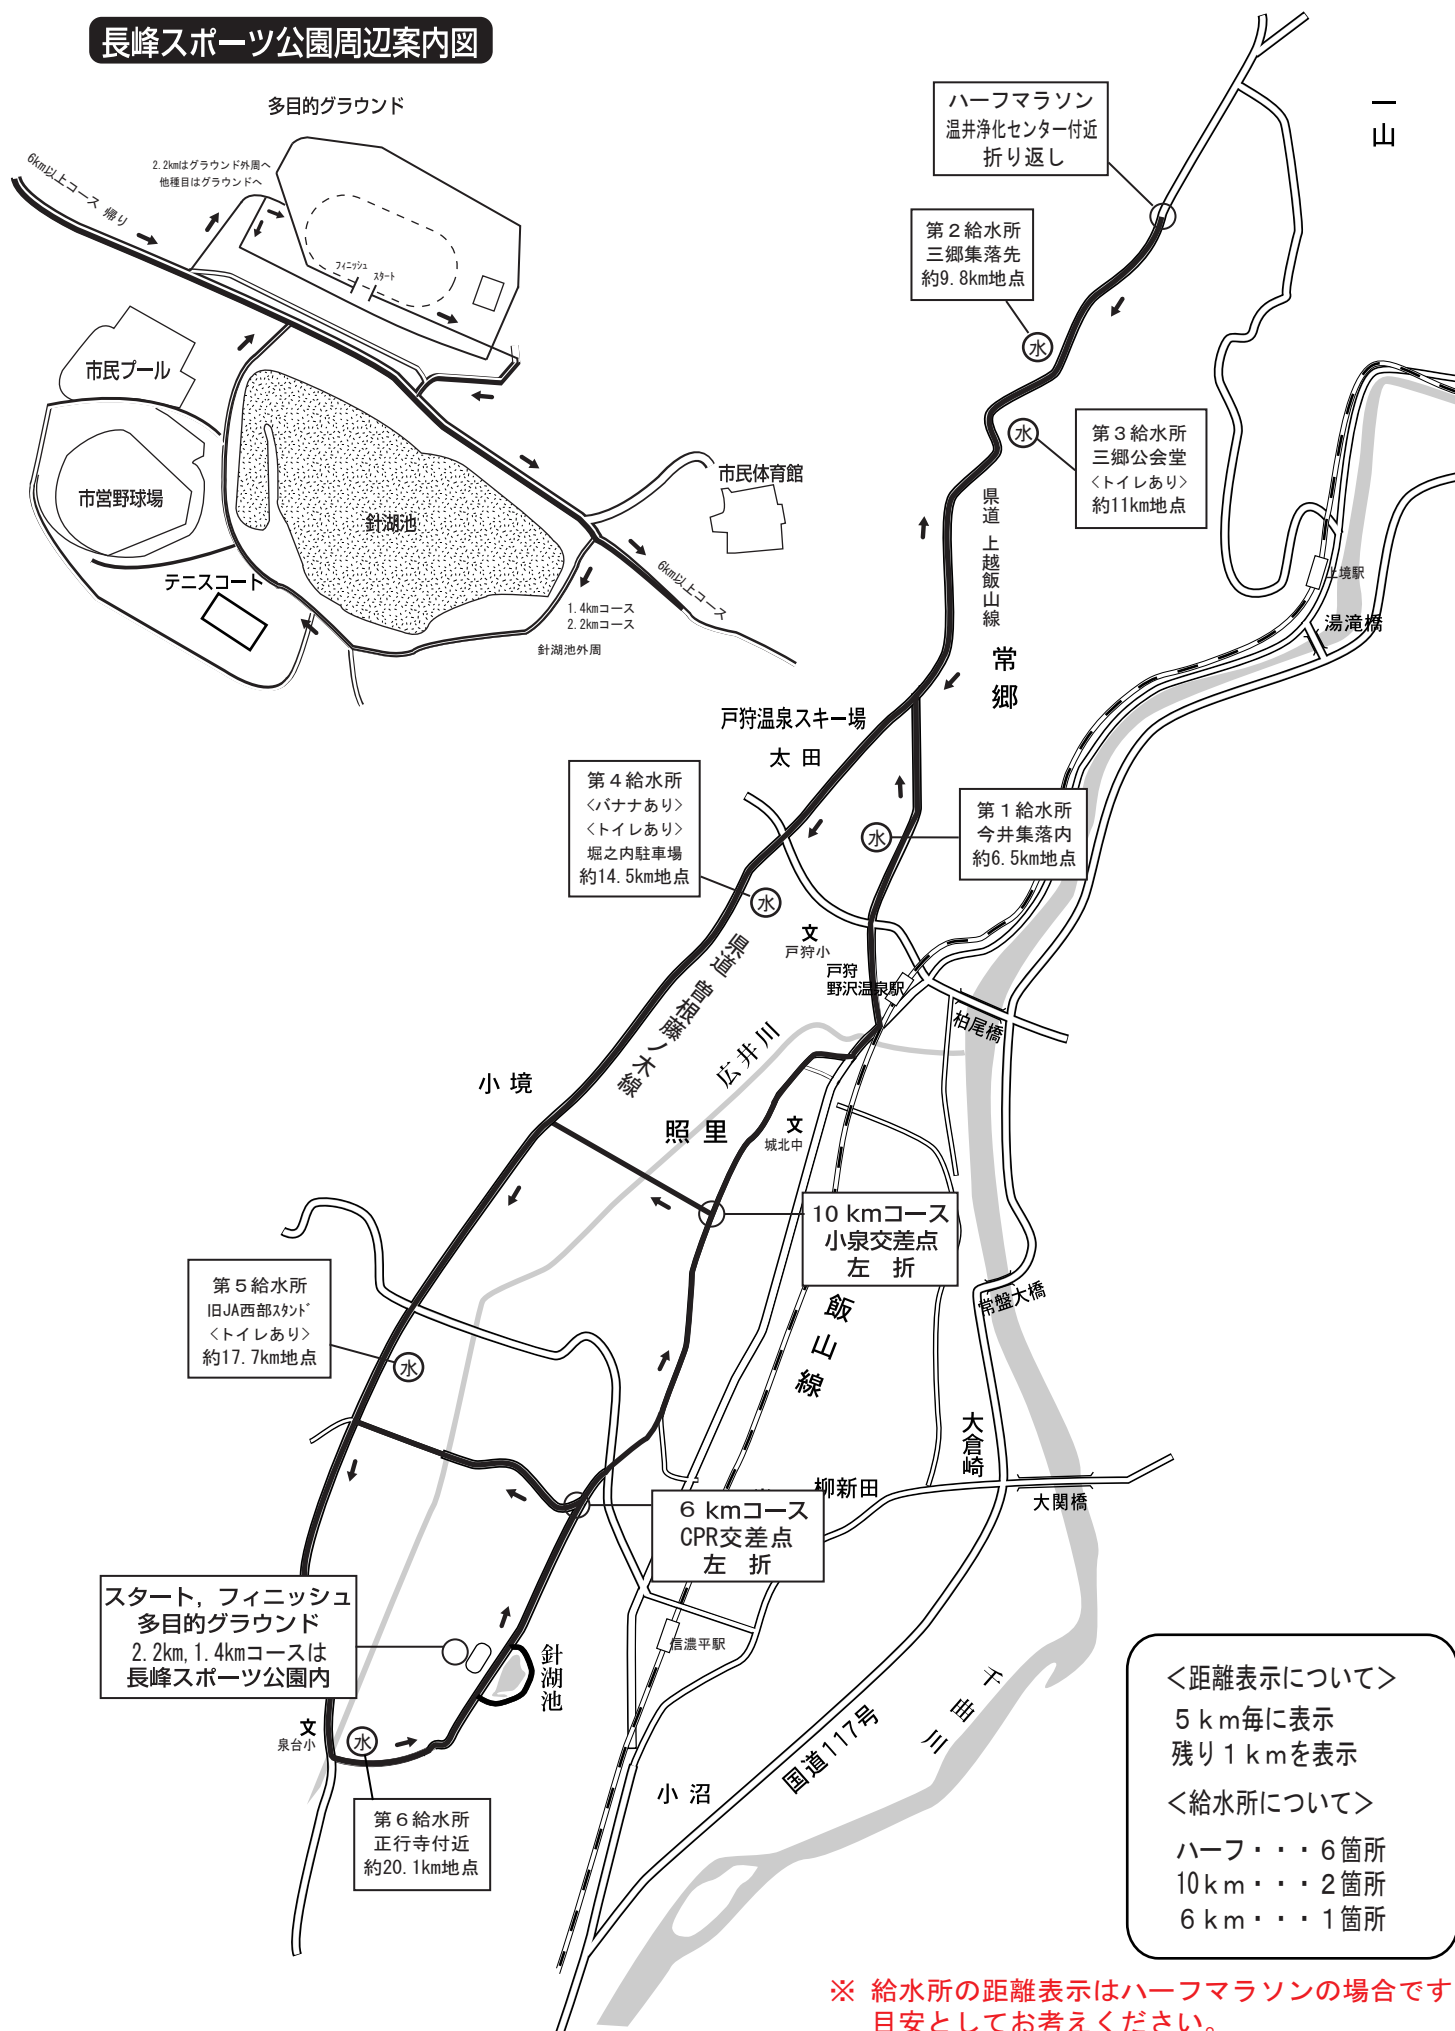 長峰スポーツ公園周辺案内図
多目的グラウンド
2.2kmはグラウンド外周へ
他種目はグラウンドへ
6km以上コース 帰り
フィニッシュ
スタート
市民プール
市営野球場
針湖池
テニスコート
市民体育館
6km以上コース
1.4kmコース
2.2kmコース
針湖池外周
ハーフマラソン
温井浄化センター付近
折り返し
一山
第2給水所
三郷集落先
約9.8km地点
水
第3給水所
三郷公会堂
<トイレあり>
約11km地点
水
県道 上越飯山線
上境駅
湯滝橋
常郷
戸狩温泉スキー場
太田
第4給水所
<バナナあり>
<トイレあり>
堀之内駐車場
約14.5km地点
水
第1給水所
今井集落内
約6.5km地点
水
文
戸狩小
戸狩
野沢温泉駅
柏尾橋
県道 曽根藤ノ木線
広井川
小境
照里
文
城北中
10 kmコース
小泉交差点
左 折
飯山線
常盤大橋
第5給水所
旧JA西部スタンド
<トイレあり>
約17.7km地点
水
大倉崎
柳新田
大関橋
6 kmコース
CPR交差点
左 折
スタート, フィニッシュ
多目的グラウンド
2.2km,1.4kmコースは
長峰スポーツ公園内
針湖池
信濃平駅
千曲川
国道117号
小沼
文
泉台小
水
第6給水所
正行寺付近
約20.1km地点
<距離表示について>
5km毎に表示
残り1kmを表示
<給水所について>
ハーフ・・・6箇所
10km・・・2箇所
6km・・・1箇所
※ 給水所の距離表示はハーフマラソンの場合です
目安としてお考えください。